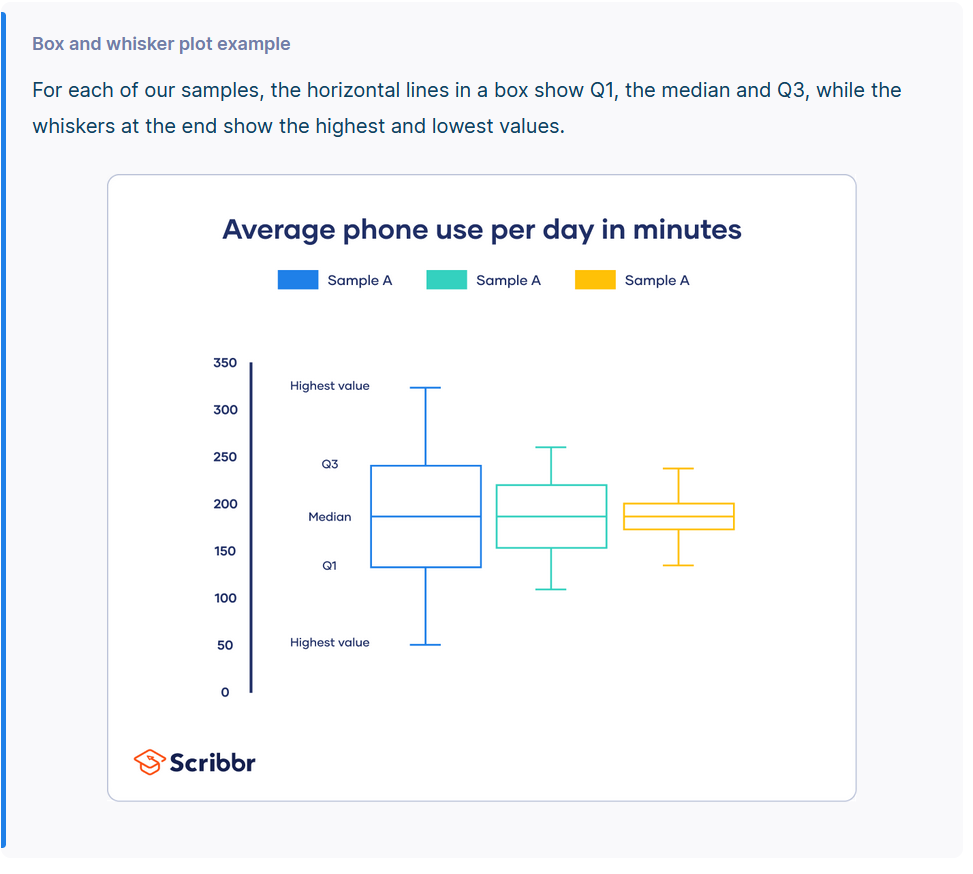 Box and whisker plot example
For each of our samples, the horizontal lines in a box show Q1, the median and Q3, while the
whiskers at the end show the highest and lowest values.
Average phone use per day in minutes
Sample A
Sample A
Sample A
350
Highest value
300
250
Q3
200
Median
150
Q1
100
50
Highest value
0
Scribbr